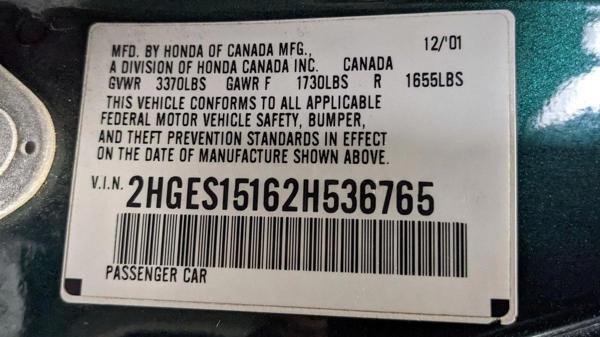 MFD. BY HONDA OF CANADA MFG., 12/'01
A DIVISION OF HONDA CANADA INC. CANADA
GVWR 3370LBS GAWR F 1730LBS R 1655LBS
THIS VEHICLE CONFORMS TO ALL APPLICABLE
FEDERAL MOTOR VEHICLE SAFETY, BUMPER,
AND THEFT PREVENTION STANDARDS IN EFFECT
ON THE DATE OF MANUFACTURE SHOWN ABOVE.
V.I.N. 2HGES15162H536765
PASSENGER CAR